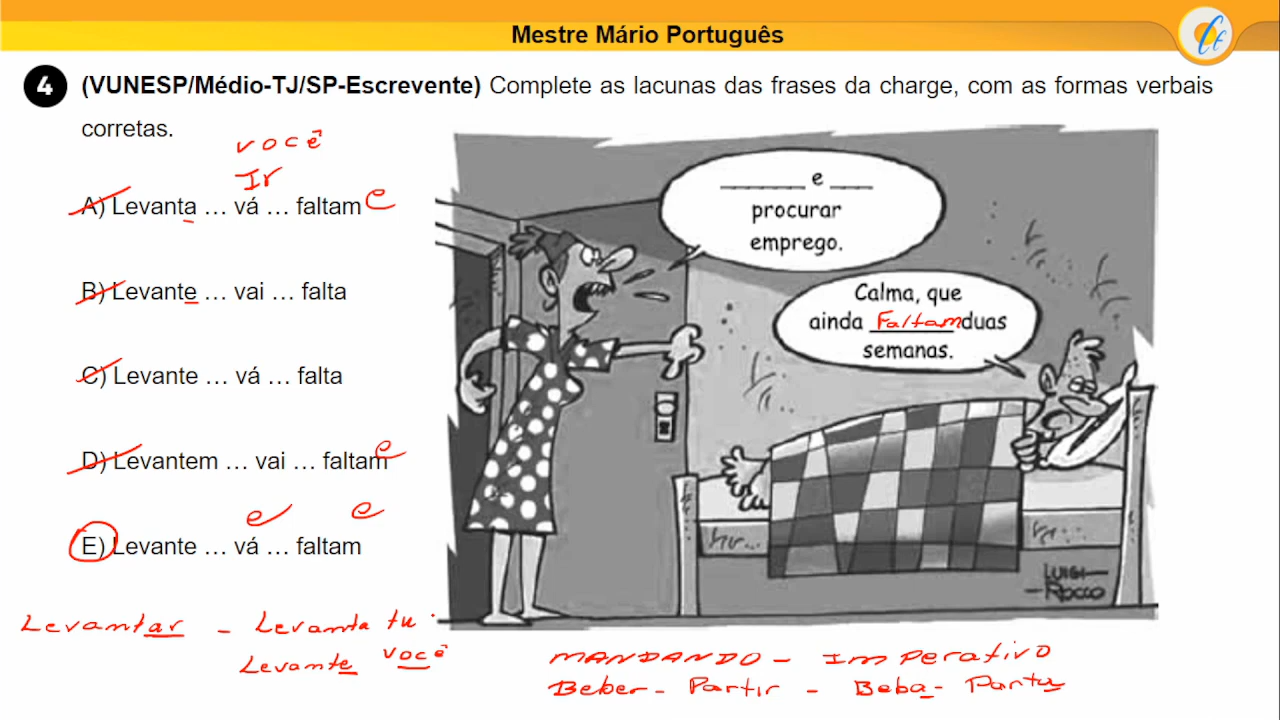 Mestre Mário Português
4 (VUNESP/Médio-TJ/SP-Escrevente) Complete as lacunas das frases da charge, com as formas verbais
corretas.
você
Ir
A) Levanta … vá … faltam e
B) Levante … vai … falta
C) Levante … vá … falta
D) Levantem … vai … faltam e
e e
E) Levante … vá … faltam
_______ e ____
procurar
emprego.
Calma, que
ainda Faltam duas
semanas.
LUIGI
ROCCO
Levantar - Levanta tu
Levante você
MANDANDO - Imperativo
Beber - Partir - Beba -